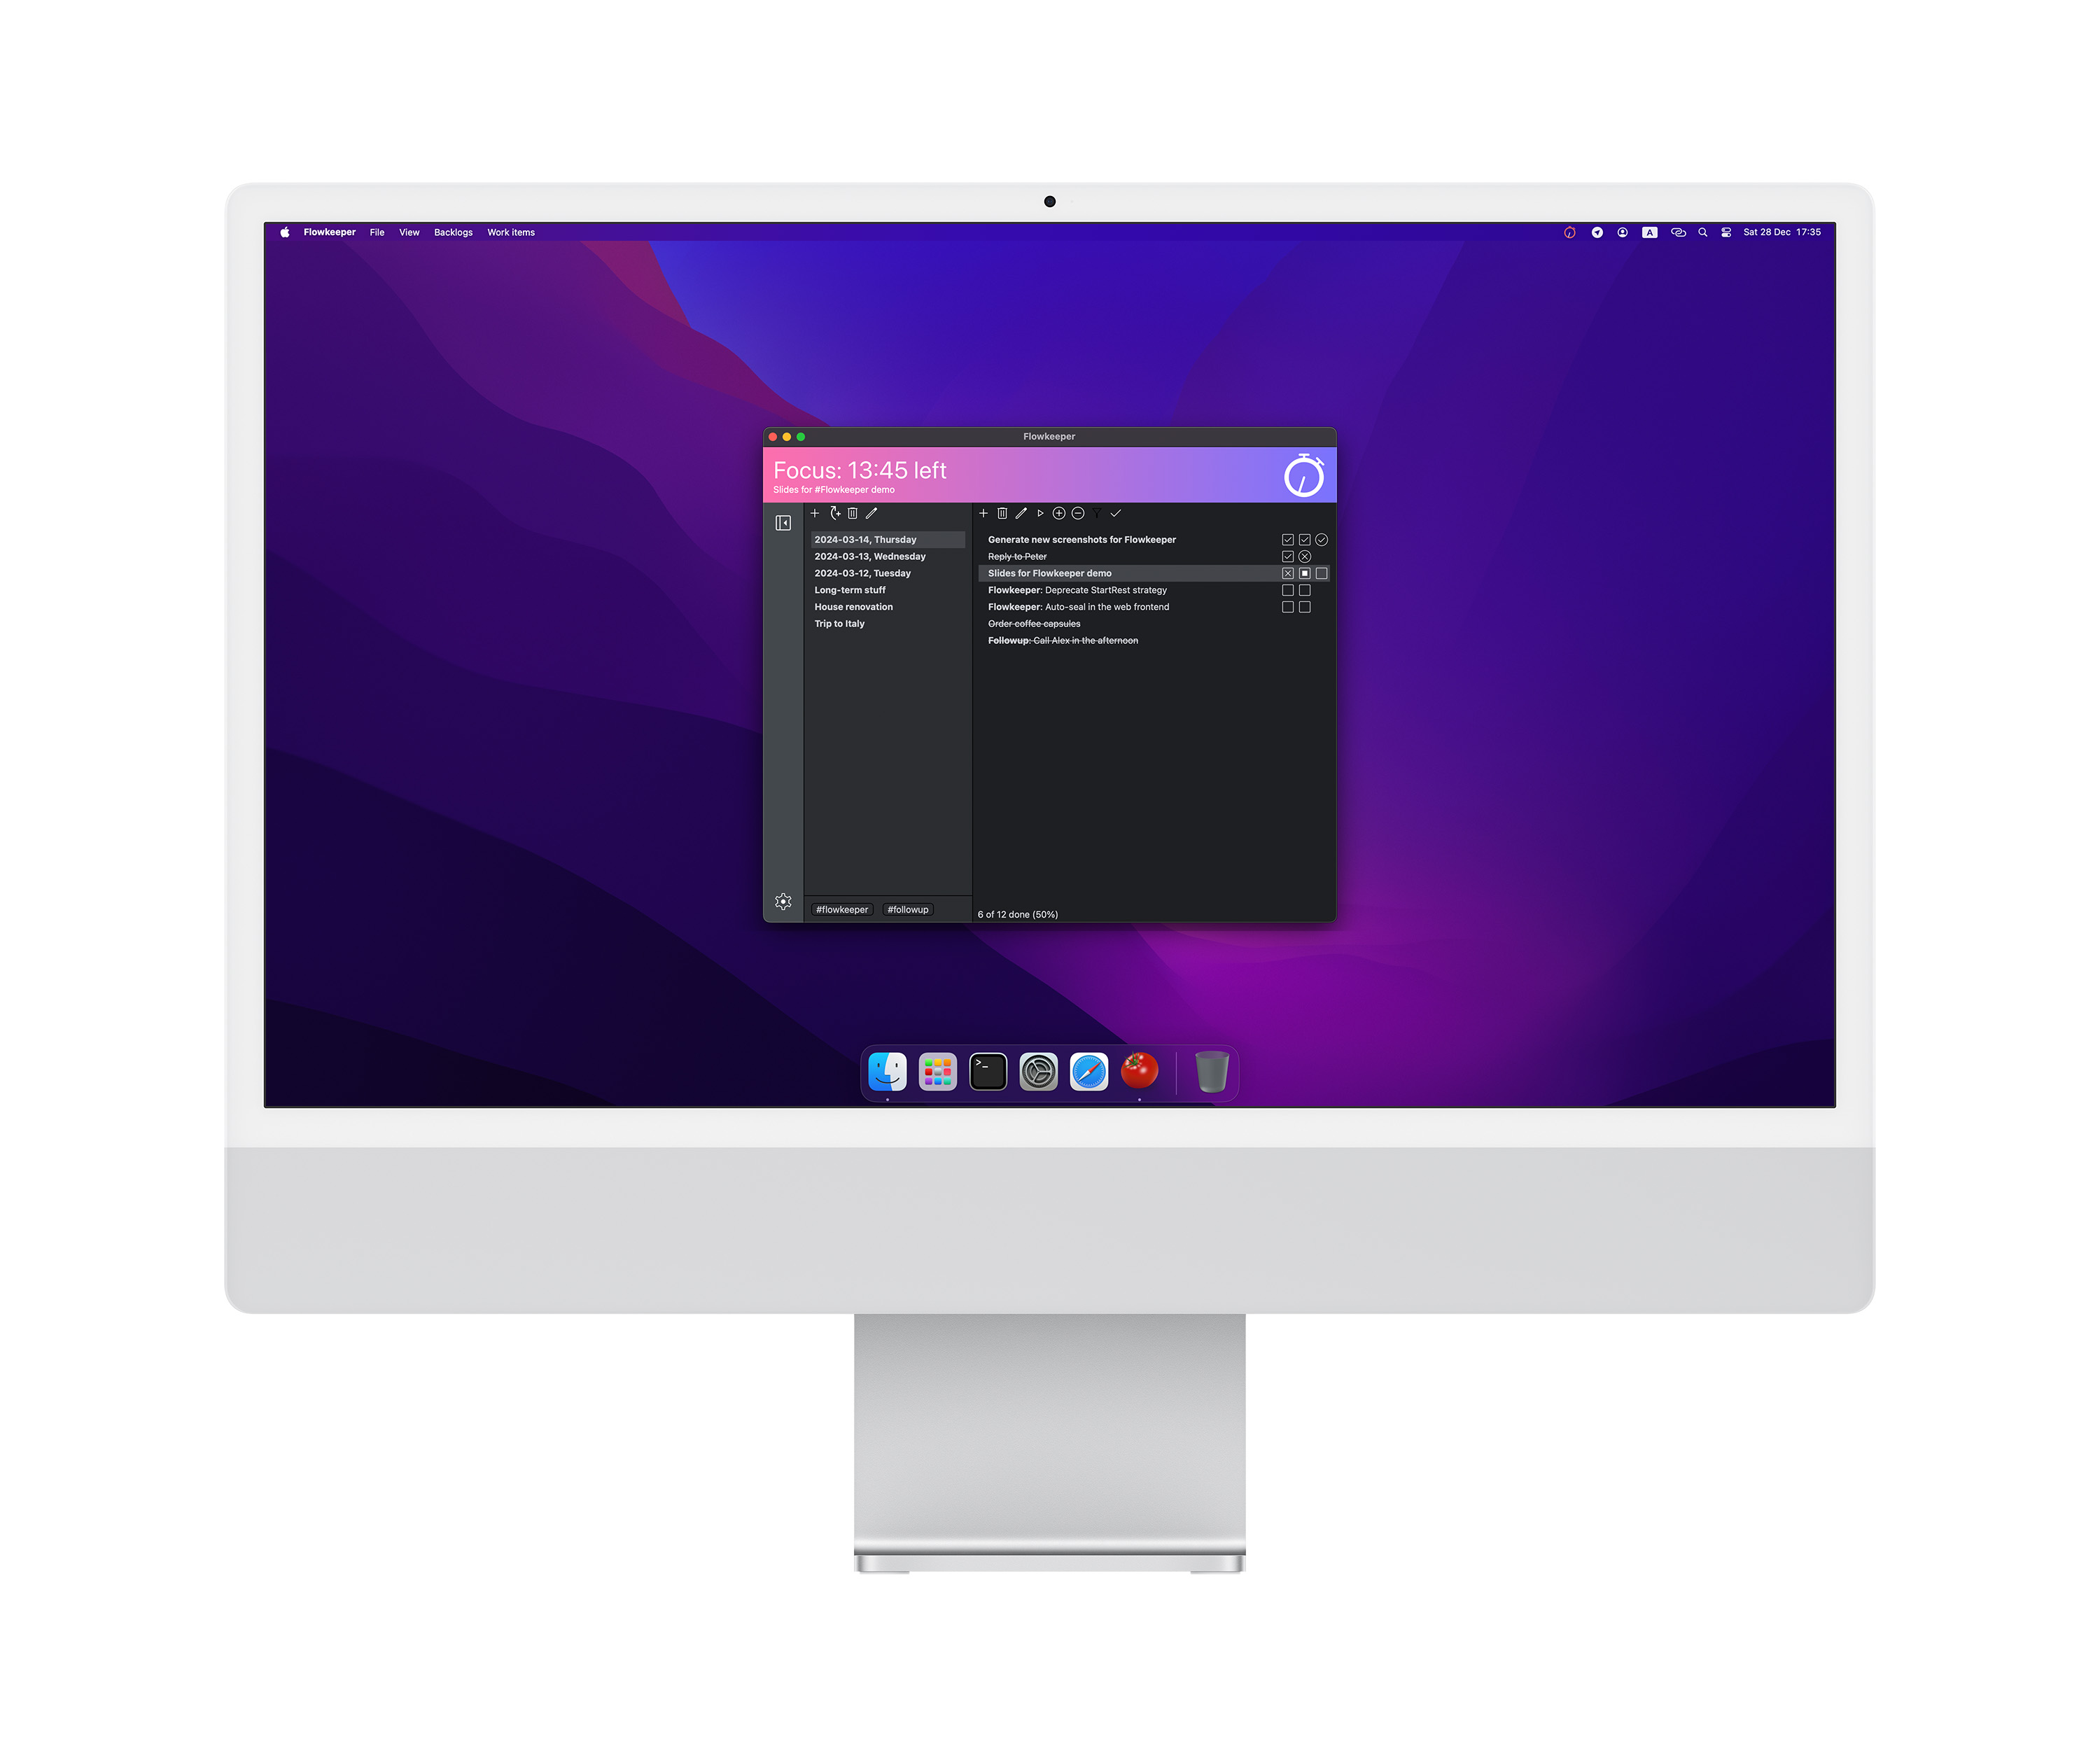 Flowkeeper File View Backlogs Work items A Sat 28 Dec 17:35
Flowkeeper
Focus: 13:45 left
Slides for #Flowkeeper demo
2024-03-14, Thursday
2024-03-13, Wednesday
2024-03-12, Tuesday
Long-term stuff
House renovation
Trip to Italy
#flowkeeper #followup
Generate new screenshots for Flowkeeper
Reply to Peter
Slides for Flowkeeper demo
Flowkeeper: Deprecate StartRest strategy
Flowkeeper: Auto-seal in the web frontend
Order coffee capsules
Followup: Call Alex in the afternoon
6 of 12 done (50%)
>_